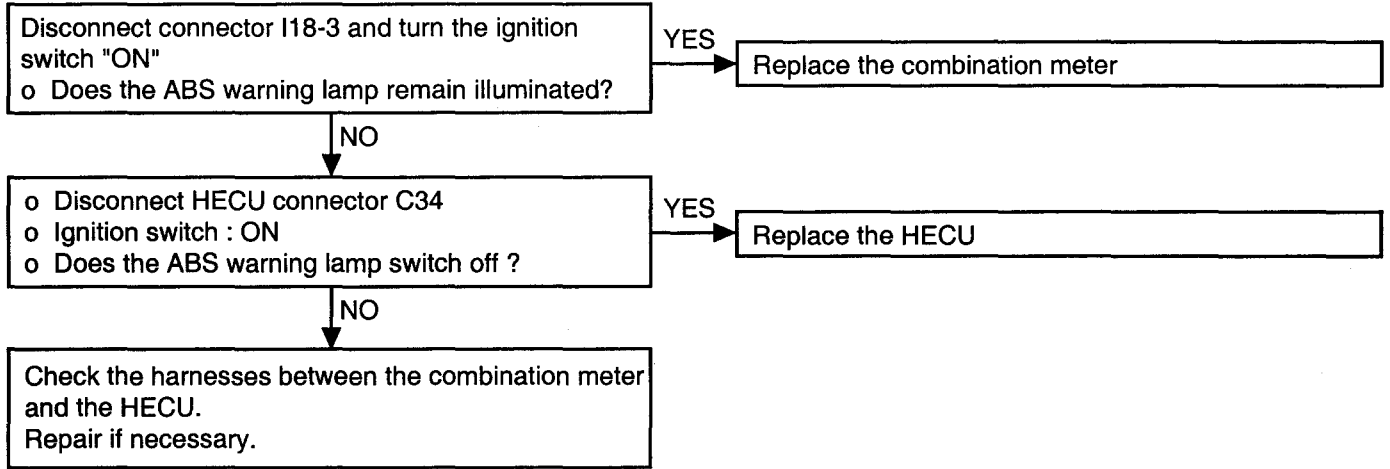 Disconnect connector I18-3 and turn the ignition
switch "ON"
o Does the ABS warning lamp remain illuminated?
YES
Replace the combination meter
NO
o Disconnect HECU connector C34
o Ignition switch : ON
o Does the ABS warning lamp switch off ?
YES
Replace the HECU
NO
Check the harnesses between the combination meter
and the HECU.
Repair if necessary.